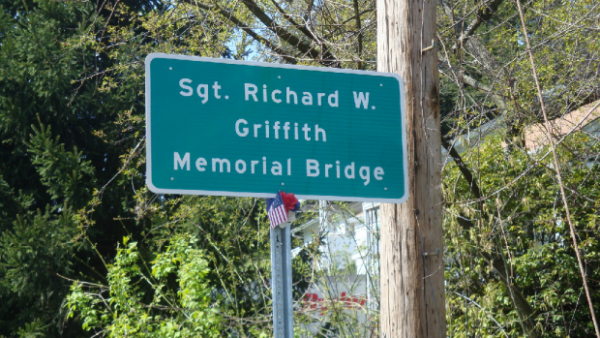 Sgt. Richard W.
Griffith
Memorial Bridge